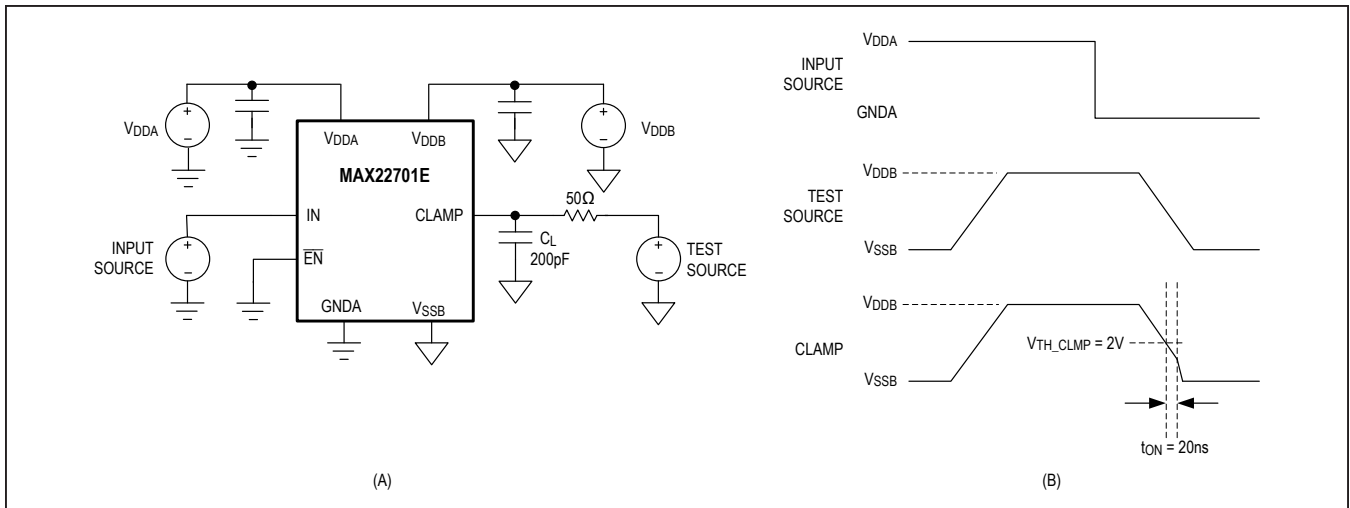 VDDA
VDDB
VDDA
VDDB
MAX22701E
IN
CLAMP
50Ω
INPUT
SOURCE
EN
CL
200pF
TEST
SOURCE
GNDA
VSSB
(A)
INPUT
SOURCE
VDDA
GNDA
TEST
SOURCE
VDDB
VSSB
CLAMP
VDDB
VTH_CLMP = 2V
VSSB
tON = 20ns
(B)